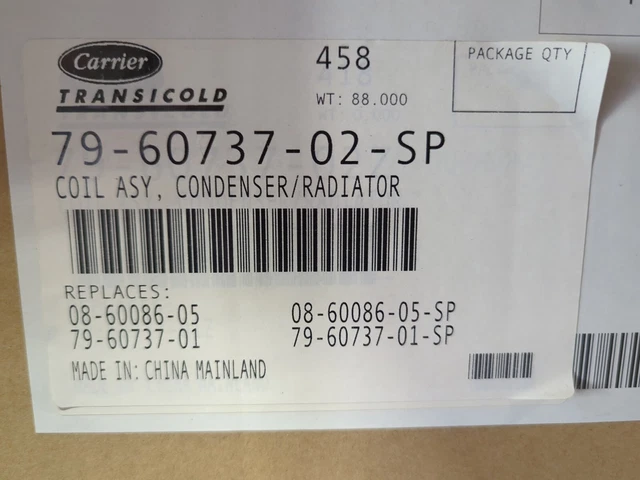 Carrier
TRANSICOLD
458
WT: 88.000
PACKAGE QTY
79-60737-02-SP
COIL ASY, CONDENSER/RADIATOR
REPLACES:
08-60086-05 08-60086-05-SP
79-60737-01 79-60737-01-SP
MADE IN: CHINA MAINLAND